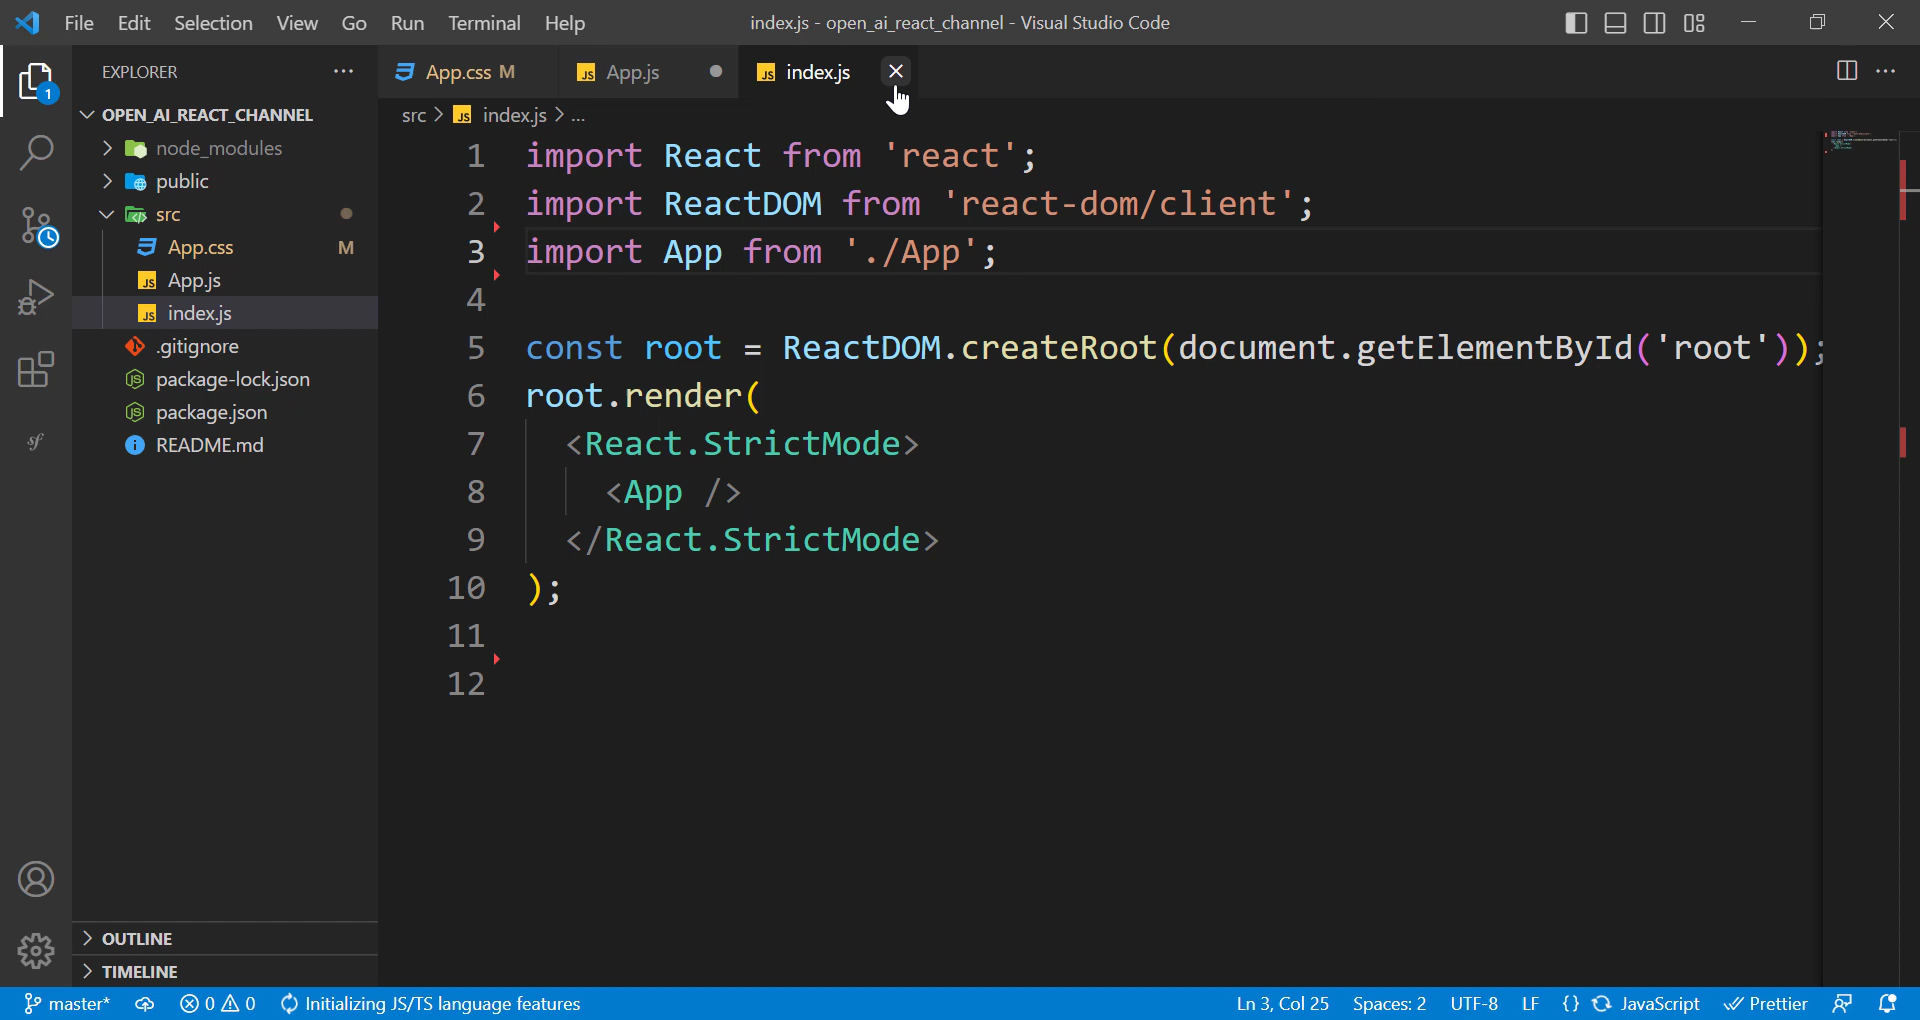 File Edit Selection View Go Run Terminal Help
index.js - open_ai_react_channel - Visual Studio Code
EXPLORER
OPEN_AI_REACT_CHANNEL
node_modules
public
src
App.css M
App.js
index.js
.gitignore
package-lock.json
package.json
README.md
OUTLINE
TIMELINE
1
App.css M
App.js
index.js
src > index.js > ...
1 import React from 'react';
2 import ReactDOM from 'react-dom/client';
3 import App from './App';
4
5 const root = ReactDOM.createRoot(document.getElementById('root'));
6 root.render(
7 <React.StrictMode>
8 <App />
9 </React.StrictMode>
10 );
11
12
master* 0 0 Initializing JS/TS language features Ln 3, Col 25 Spaces: 2 UTF-8 LF {} JavaScript Prettier